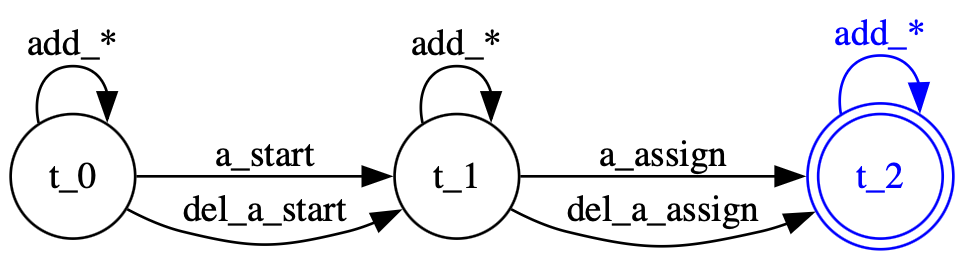 add_*
add_*
add_*
a_start
a_assign
t_0
t_1
t_2
del_a_start
del_a_assign